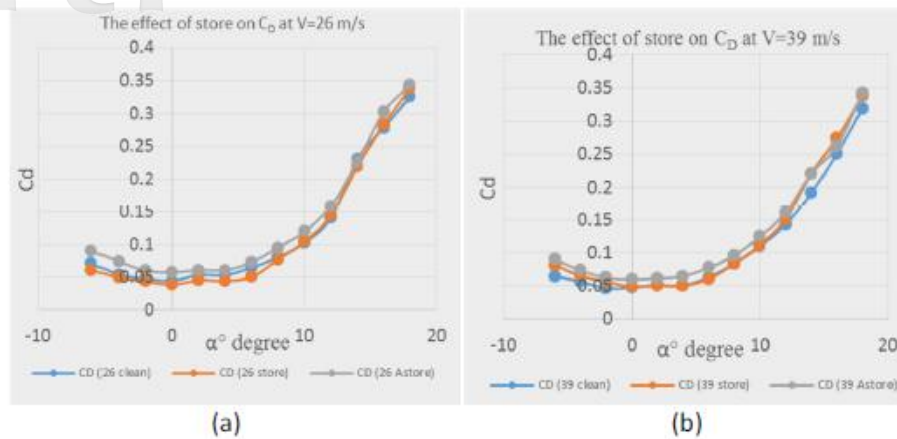 The effect of store on C_D at V=26 m/s
0.4
0.35
0.3
0.25
0.2
0.15
0.1
0.05
0
Cd
-10
0
10
20
α° degree
CD (26 clean)
CD (26 store)
CD (26 Astore)
(a)
The effect of store on C_D at V=39 m/s
0.4
0.35
0.3
0.25
0.2
0.15
0.1
0.05
0
Cd
-10
0
10
20
α° degree
CD (39 clean)
CD (39 store)
CD (39 Astore)
(b)